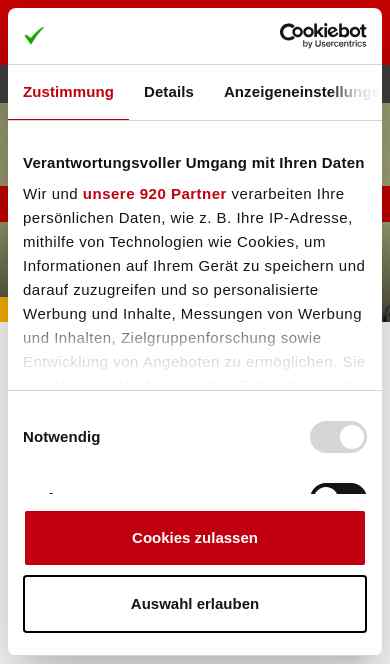 Cookiebot
by Usercentrics
Zustimmung Details Anzeigeneinstellungen
Verantwortungsvoller Umgang mit Ihren Daten
Wir und unsere 920 Partner verarbeiten Ihre
persönlichen Daten, wie z. B. Ihre IP-Adresse,
mithilfe von Technologien wie Cookies, um
Informationen auf Ihrem Gerät zu speichern und
darauf zuzugreifen und so personalisierte
Werbung und Inhalte, Messungen von Werbung
und Inhalten, Zielgruppenforschung sowie
Entwicklung von Angeboten zu ermöglichen. Sie
Notwendig
Cookies zulassen
Auswahl erlauben